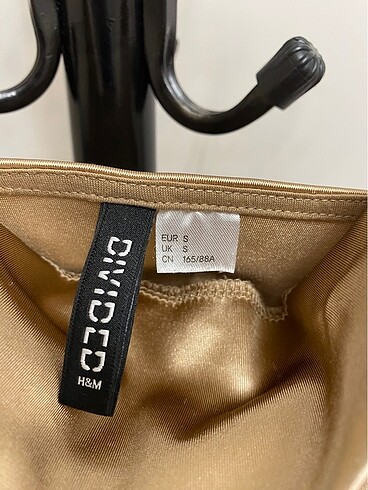 DIVIDED
H&M
EUR S
UK S
CN 165/88A